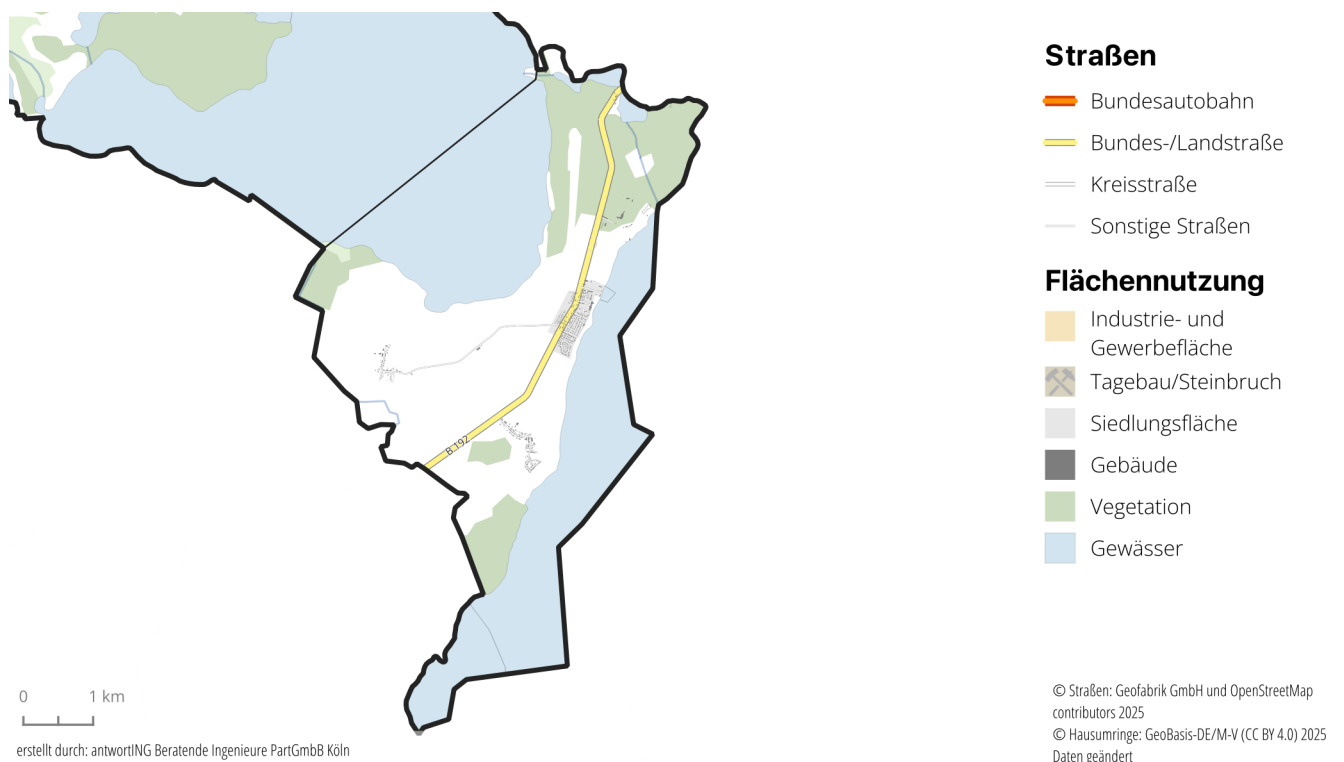 Straßen
Bundesautobahn
Bundes-/Landstraße
Kreisstraße
Sonstige Straßen
Flächennutzung
Industrie- und
Gewerbefläche
Tagebau/Steinbruch
Siedlungsfläche
Gebäude
Vegetation
Gewässer
B 192
0 1 km
erstellt durch: antwortING Beratende Ingenieure PartGmbB Köln
© Straßen: Geofabrik GmbH und OpenStreetMap
contributors 2025
© Hausumringe: GeoBasis-DE/M-V (CC BY 4.0) 2025
Daten geändert